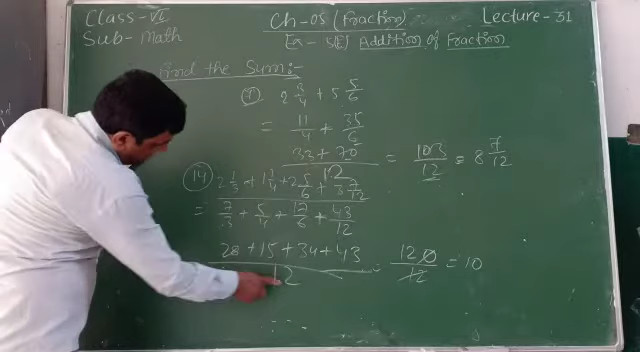 Class-VI
Ch-05 (Fraction)
Lecture-31
Sub-Math
Ex-5(E) Addition of Fraction
Find the Sum:-
7. 2 3/4 + 5 5/6
= 11/4 + 35/6
33+70/12 = 103/12 = 8 7/12
14 2 1/3 + 1 1/4 + 2 5/6 + 3 7/12
= 7/3 + 5/4 + 17/6 + 43/12
28+15+34+43/12 = 120/12 = 10